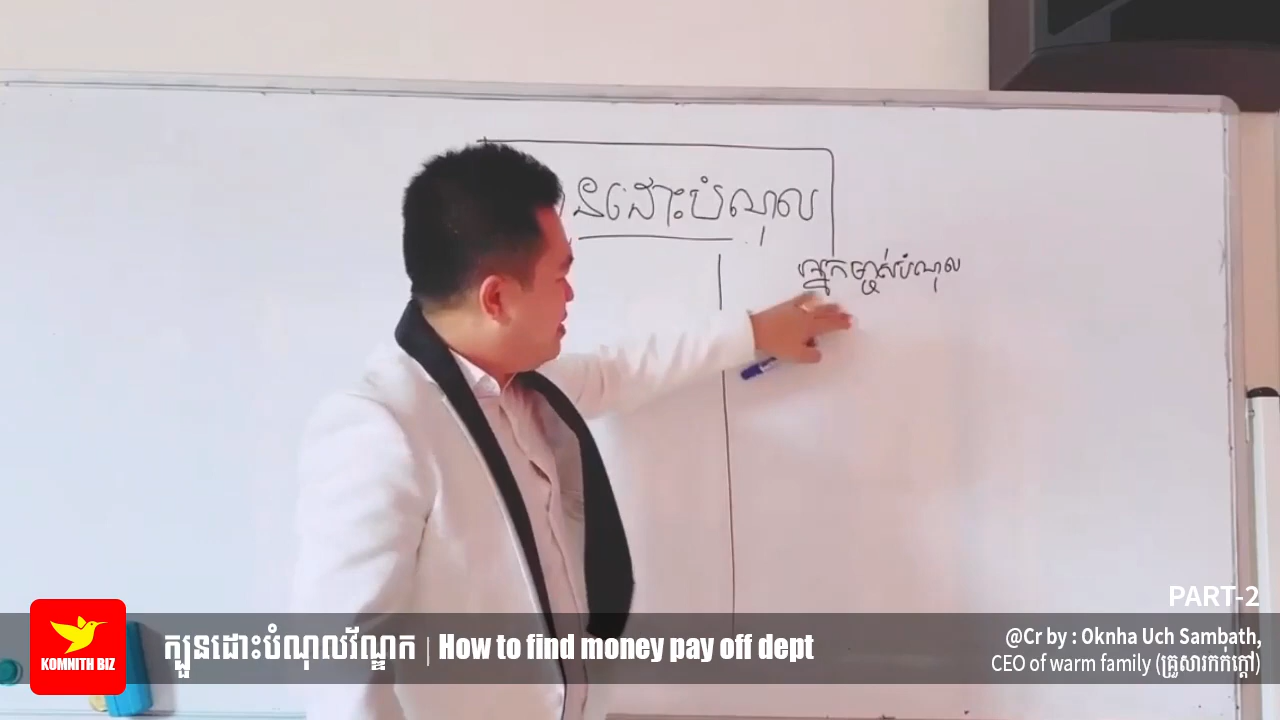 នដោះបំណុល
អ្នកម្ចាស់បំណុល
PART-2
KOMNITH BIZ
ក្បួនដោះបំណុលវ័ណ្ឌក | How to find money pay off dept
@Cr by : Oknha Uch Sambath,
CEO of warm family (គ្រួសារកក់ក្តៅ)